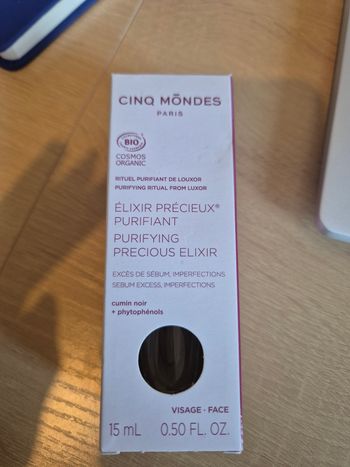 CINQ MÔNDES
PARIS
BIO
COSMOS
ORGANIC
RITUEL PURIFIANT DE LOUXOR
PURIFYING RITUAL FROM LUXOR
ÉLIXIR PRÉCIEUX®
PURIFIANT
PURIFYING
PRECIOUS ELIXIR
EXCÈS DE SÉBUM, IMPERFECTIONS
SEBUM EXCESS, IMPERFECTIONS
cumin noir
+ phytophénols
VISAGE - FACE
15 mL 0.50 FL. OZ.